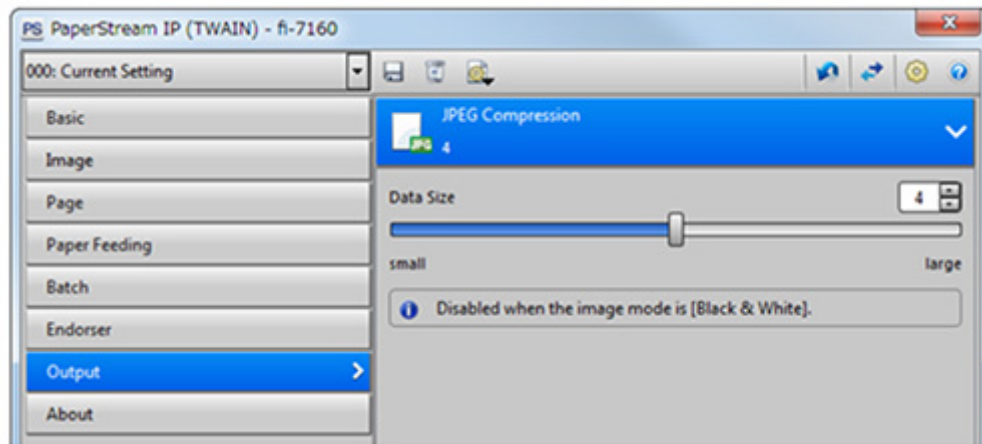 PS PaperStream IP (TWAIN) - fi-7160
000: Current Setting
Basic
Image
Page
Paper Feeding
Batch
Endorser
Output
About
JPEG Compression
JPG 4
Data Size 4
small large
Disabled when the image mode is [Black & White].